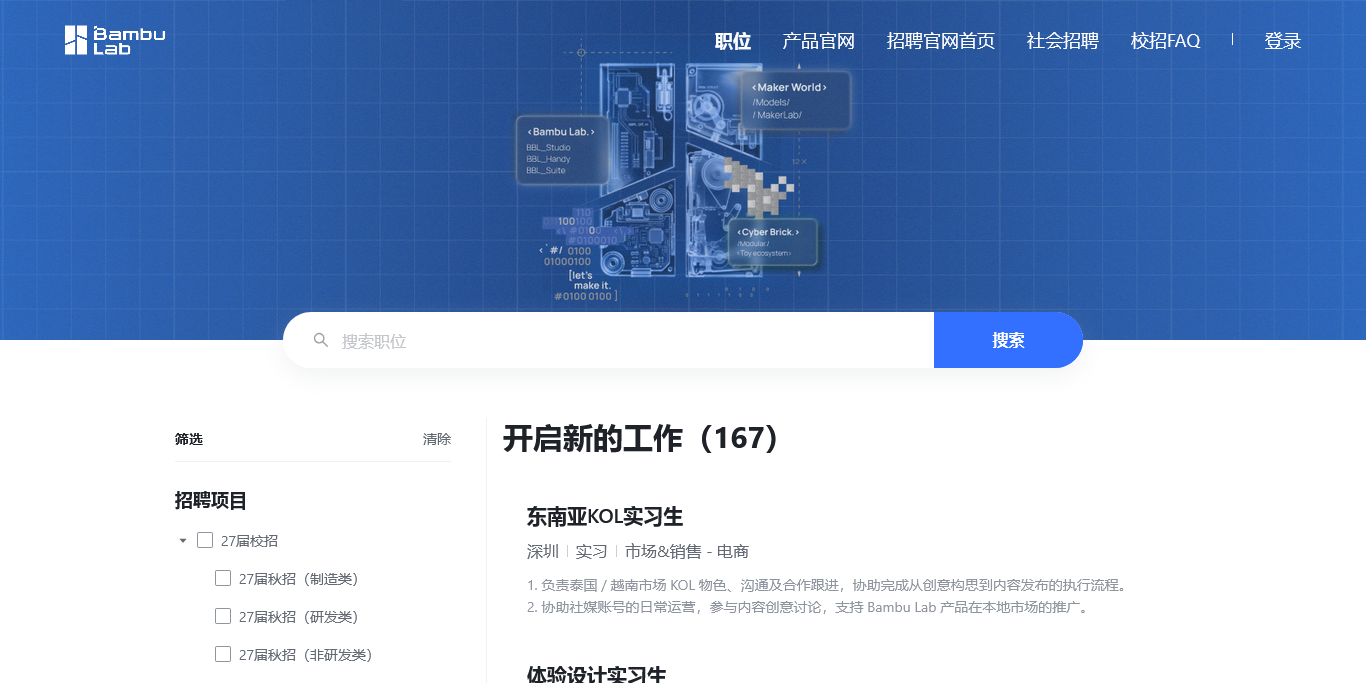 Bambu Lab
职位
产品官网
招聘官网首页
社会招聘
校招FAQ
登录
‹Maker World›
/Models/
/ MakerLab/
‹Bambu Lab.›
BBL_Studio
BBL_Handy
BBL_Suite
12 X
‹Cyber Brick.›
/Modular/
‹Toy ecosystem›
#0100010
‹ ' #/ 0100
01000100
[let's
make it.
#0100 0100 ]
搜索职位
搜索
筛选
清除
招聘项目
27届校招
27届秋招（制造类）
27届秋招（研发类）
27届秋招（非研发类）
开启新的工作（167）
东南亚KOL实习生
深圳 | 实习 | 市场&销售 - 电商
1. 负责泰国 / 越南市场 KOL 物色、沟通及合作跟进，协助完成从创意构思到内容发布的执行流程。
2. 协助社媒账号的日常运营，参与内容创意讨论，支持 Bambu Lab 产品在本地市场的推广。
体验设计实习生